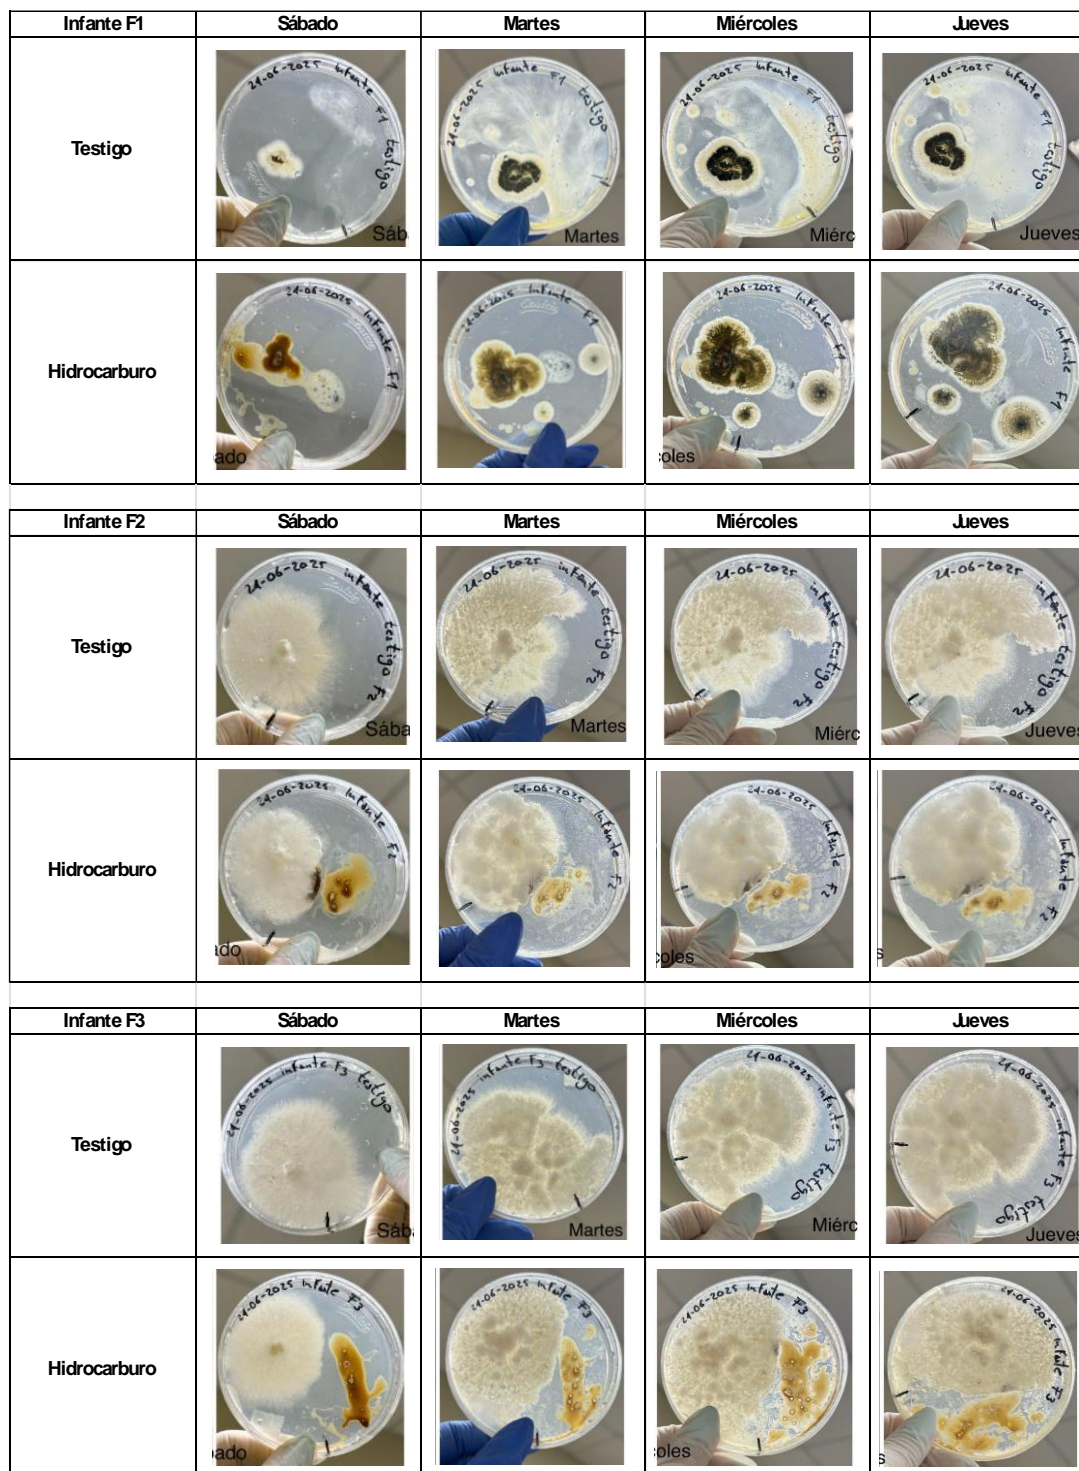 Infante F1 Sábado Martes Miércoles Jueves
Testigo
21-06-2025 Infante F1 testigo
Sáb
21-06-2025 Infante F1 testigo
Martes
21-06-2025 Infante F1 testigo
Miérc
21-06-2025 Infante F1 testigo
Jueves
Hidrocarburo
21-06-2025 Infante F1
ado
21-06-2025 Infante F1
21-06-2025 Infante F1
coles
21-06-2025 Infante F1
Infante F2 Sábado Martes Miércoles Jueves
Testigo
21-06-2025 infante testigo F2
Sába
21-06-2025 infante testigo F2
Martes
21-06-2025 infante testigo F2
Miérc
21-06-2025 infante testigo F2
Jueves
Hidrocarburo
21-06-2025 Infante F2
ado
21-06-2025 Infante F2
21-06-2025 Infante F2
coles
21-06-2025 Infante F2
s
Infante F3 Sábado Martes Miércoles Jueves
Testigo
21-06-2025 infante F3 testigo
Sáb
21-06-2025 infante F3 testigo
Martes
21-06-2025 infante F3 testigo
Miérc
21-06-2025 infante F3 testigo
Jueves
Hidrocarburo
21-06-2025 infante F3
ado
21-06-2025 infante F3
21-06-2025 infante F3
coles
21-06-2025 infante F3
s